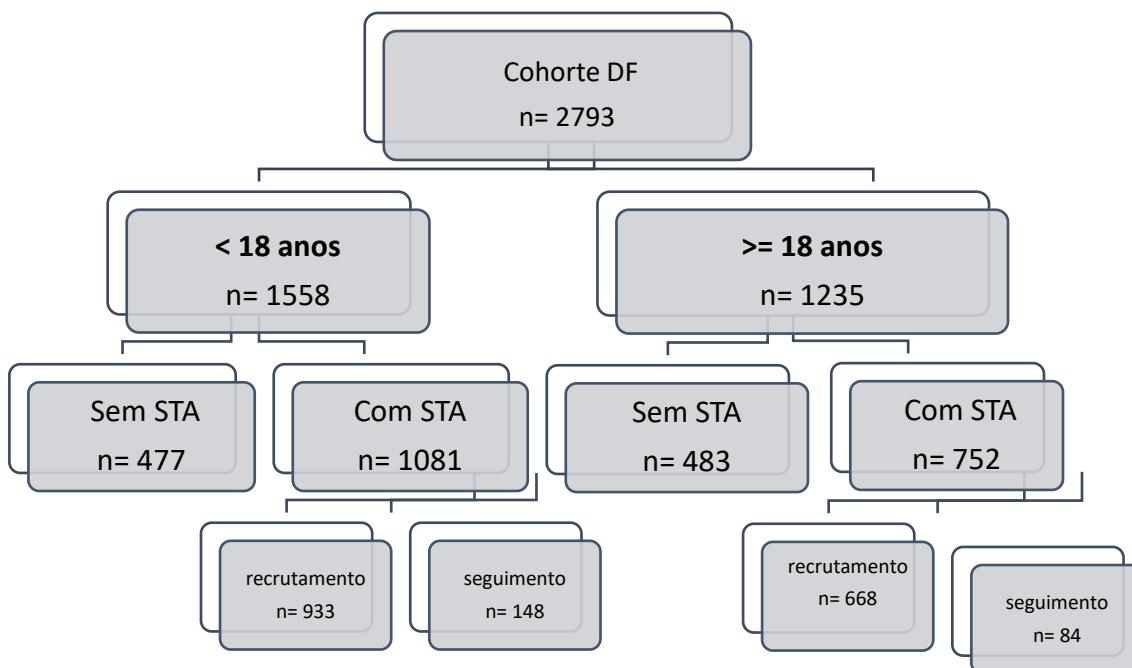 Cohorte DF
n= 2793
< 18 anos
n= 1558
>= 18 anos
n= 1235
Sem STA
n= 477
Com STA
n= 1081
Sem STA
n= 483
Com STA
n= 752
recrutamento
n= 933
seguimento
n= 148
recrutamento
n= 668
seguimento
n= 84